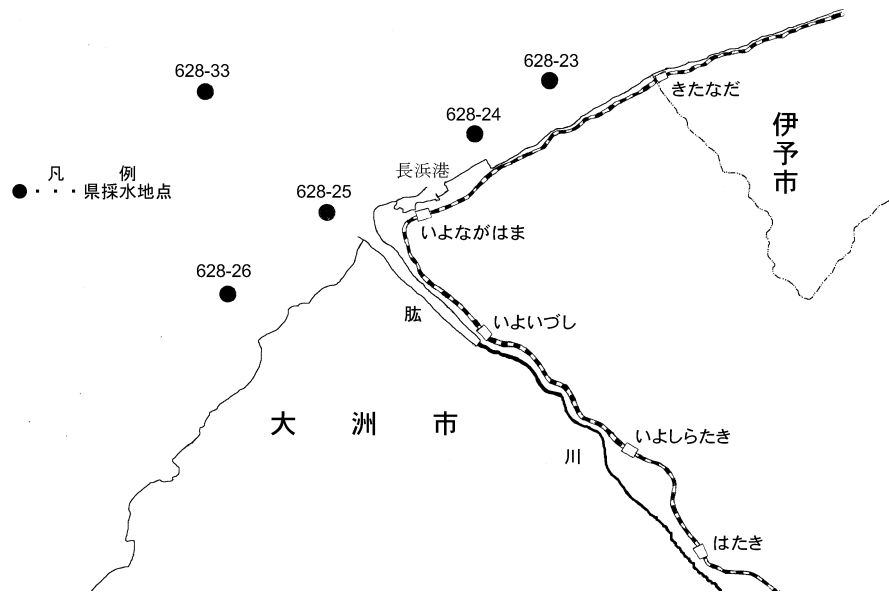 628-33
628-23
きたなだ
628-24
伊予市
凡 例
長浜港
●・・・県採水地点
628-25
いよながはま
628-26
肱
いよいづし
大 洲 市
いよしらたき
川
はたき